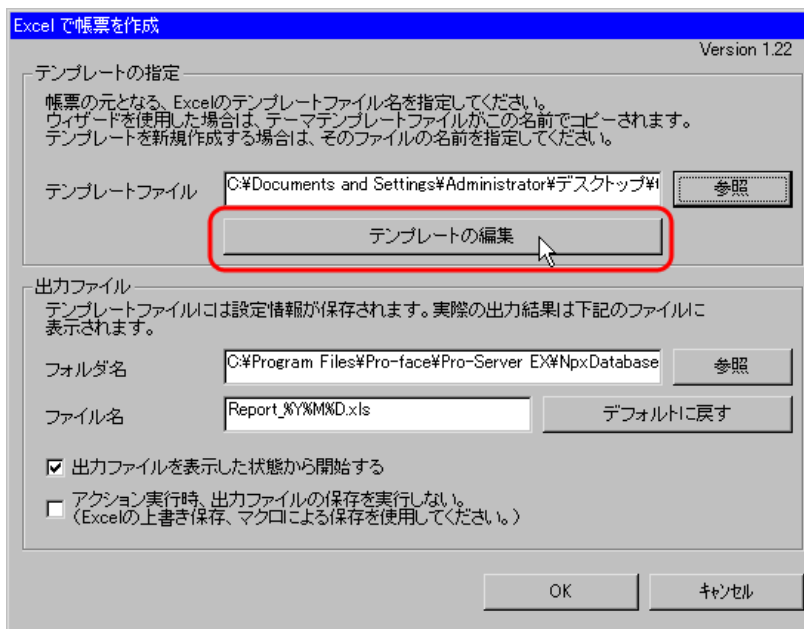 Excel で帳票を作成
Version 1.22
テンプレートの指定
帳票の元となる、Excelのテンプレートファイル名を指定してください。
ウィザードを使用した場合は、テーマテンプレートファイルがこの名前でコピーされます。
テンプレートを新規作成する場合は、そのファイルの名前を指定してください。
テンプレートファイル C:¥Documents and Settings¥Administrator¥デスクトップ¥t 参照
テンプレートの編集
出力ファイル
テンプレートファイルには設定情報が保存されます。実際の出力結果は下記のファイルに
表示されます。
フォルダ名 C:¥Program Files¥Pro-face¥Pro-Server EX¥NpxDatabase 参照
ファイル名 Report_%Y%M%D.xls デフォルトに戻す
出力ファイルを表示した状態から開始する
アクション実行時、出力ファイルの保存を実行しない。
(Excelの上書き保存、マクロによる保存を使用してください。)
OK キャンセル